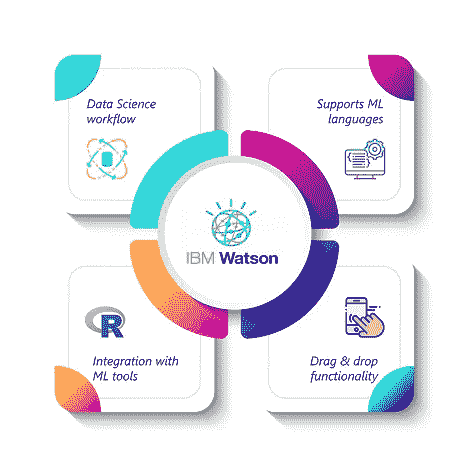 Data Science
workflow
Supports ML
languages
IBM Watson
R
Integration with
ML tools
Drag & drop
functionality